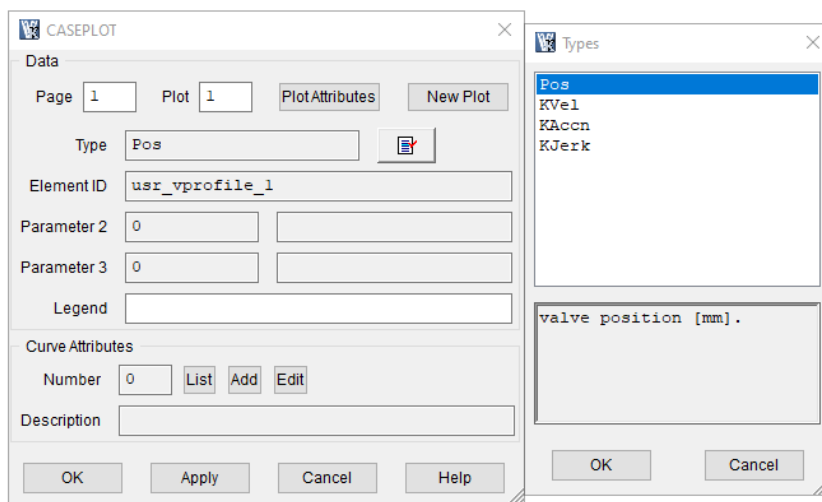 CASEPLOT
Data
Page 1 Plot 1 Plot Attributes New Plot
Type Pos
Element ID usr_vprofile_1
Parameter 2 0
Parameter 3 0
Legend
Curve Attributes
Number 0 List Add Edit
Description
OK Apply Cancel Help
Types
Pos
KVel
KAccn
KJerk
valve position [mm].
OK Cancel